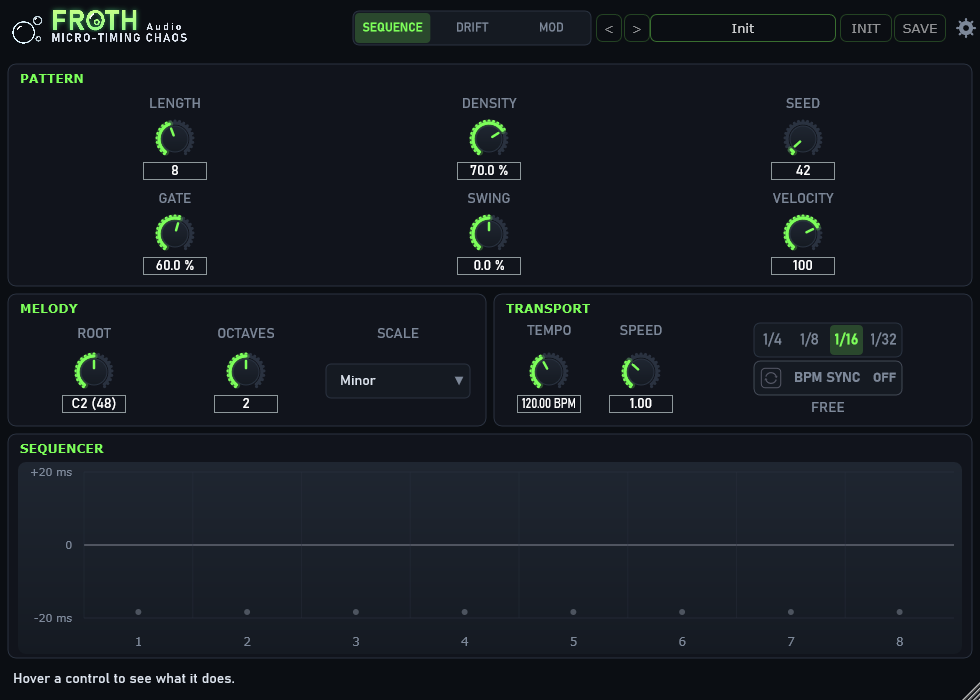 FROTH Audio
MICRO-TIMING CHAOS
SEQUENCE DRIFT MOD
< > Init INIT SAVE
PATTERN
LENGTH DENSITY SEED
8 70.0 % 42
GATE SWING VELOCITY
60.0 % 0.0 % 100
MELODY
ROOT OCTAVES SCALE
Minor
C2 (48) 2
TRANSPORT
TEMPO SPEED
1/4 1/8 1/16 1/32
BPM SYNC OFF
120.00 BPM 1.00
FREE
SEQUENCER
+20 ms
0
-20 ms
1 2 3 4 5 6 7 8
Hover a control to see what it does.